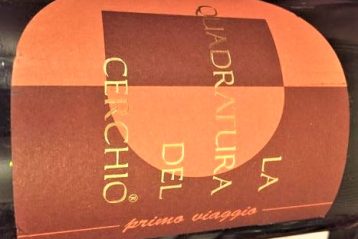 LA
QUADRATURA
DEL
CERCHIO®
primo viaggio